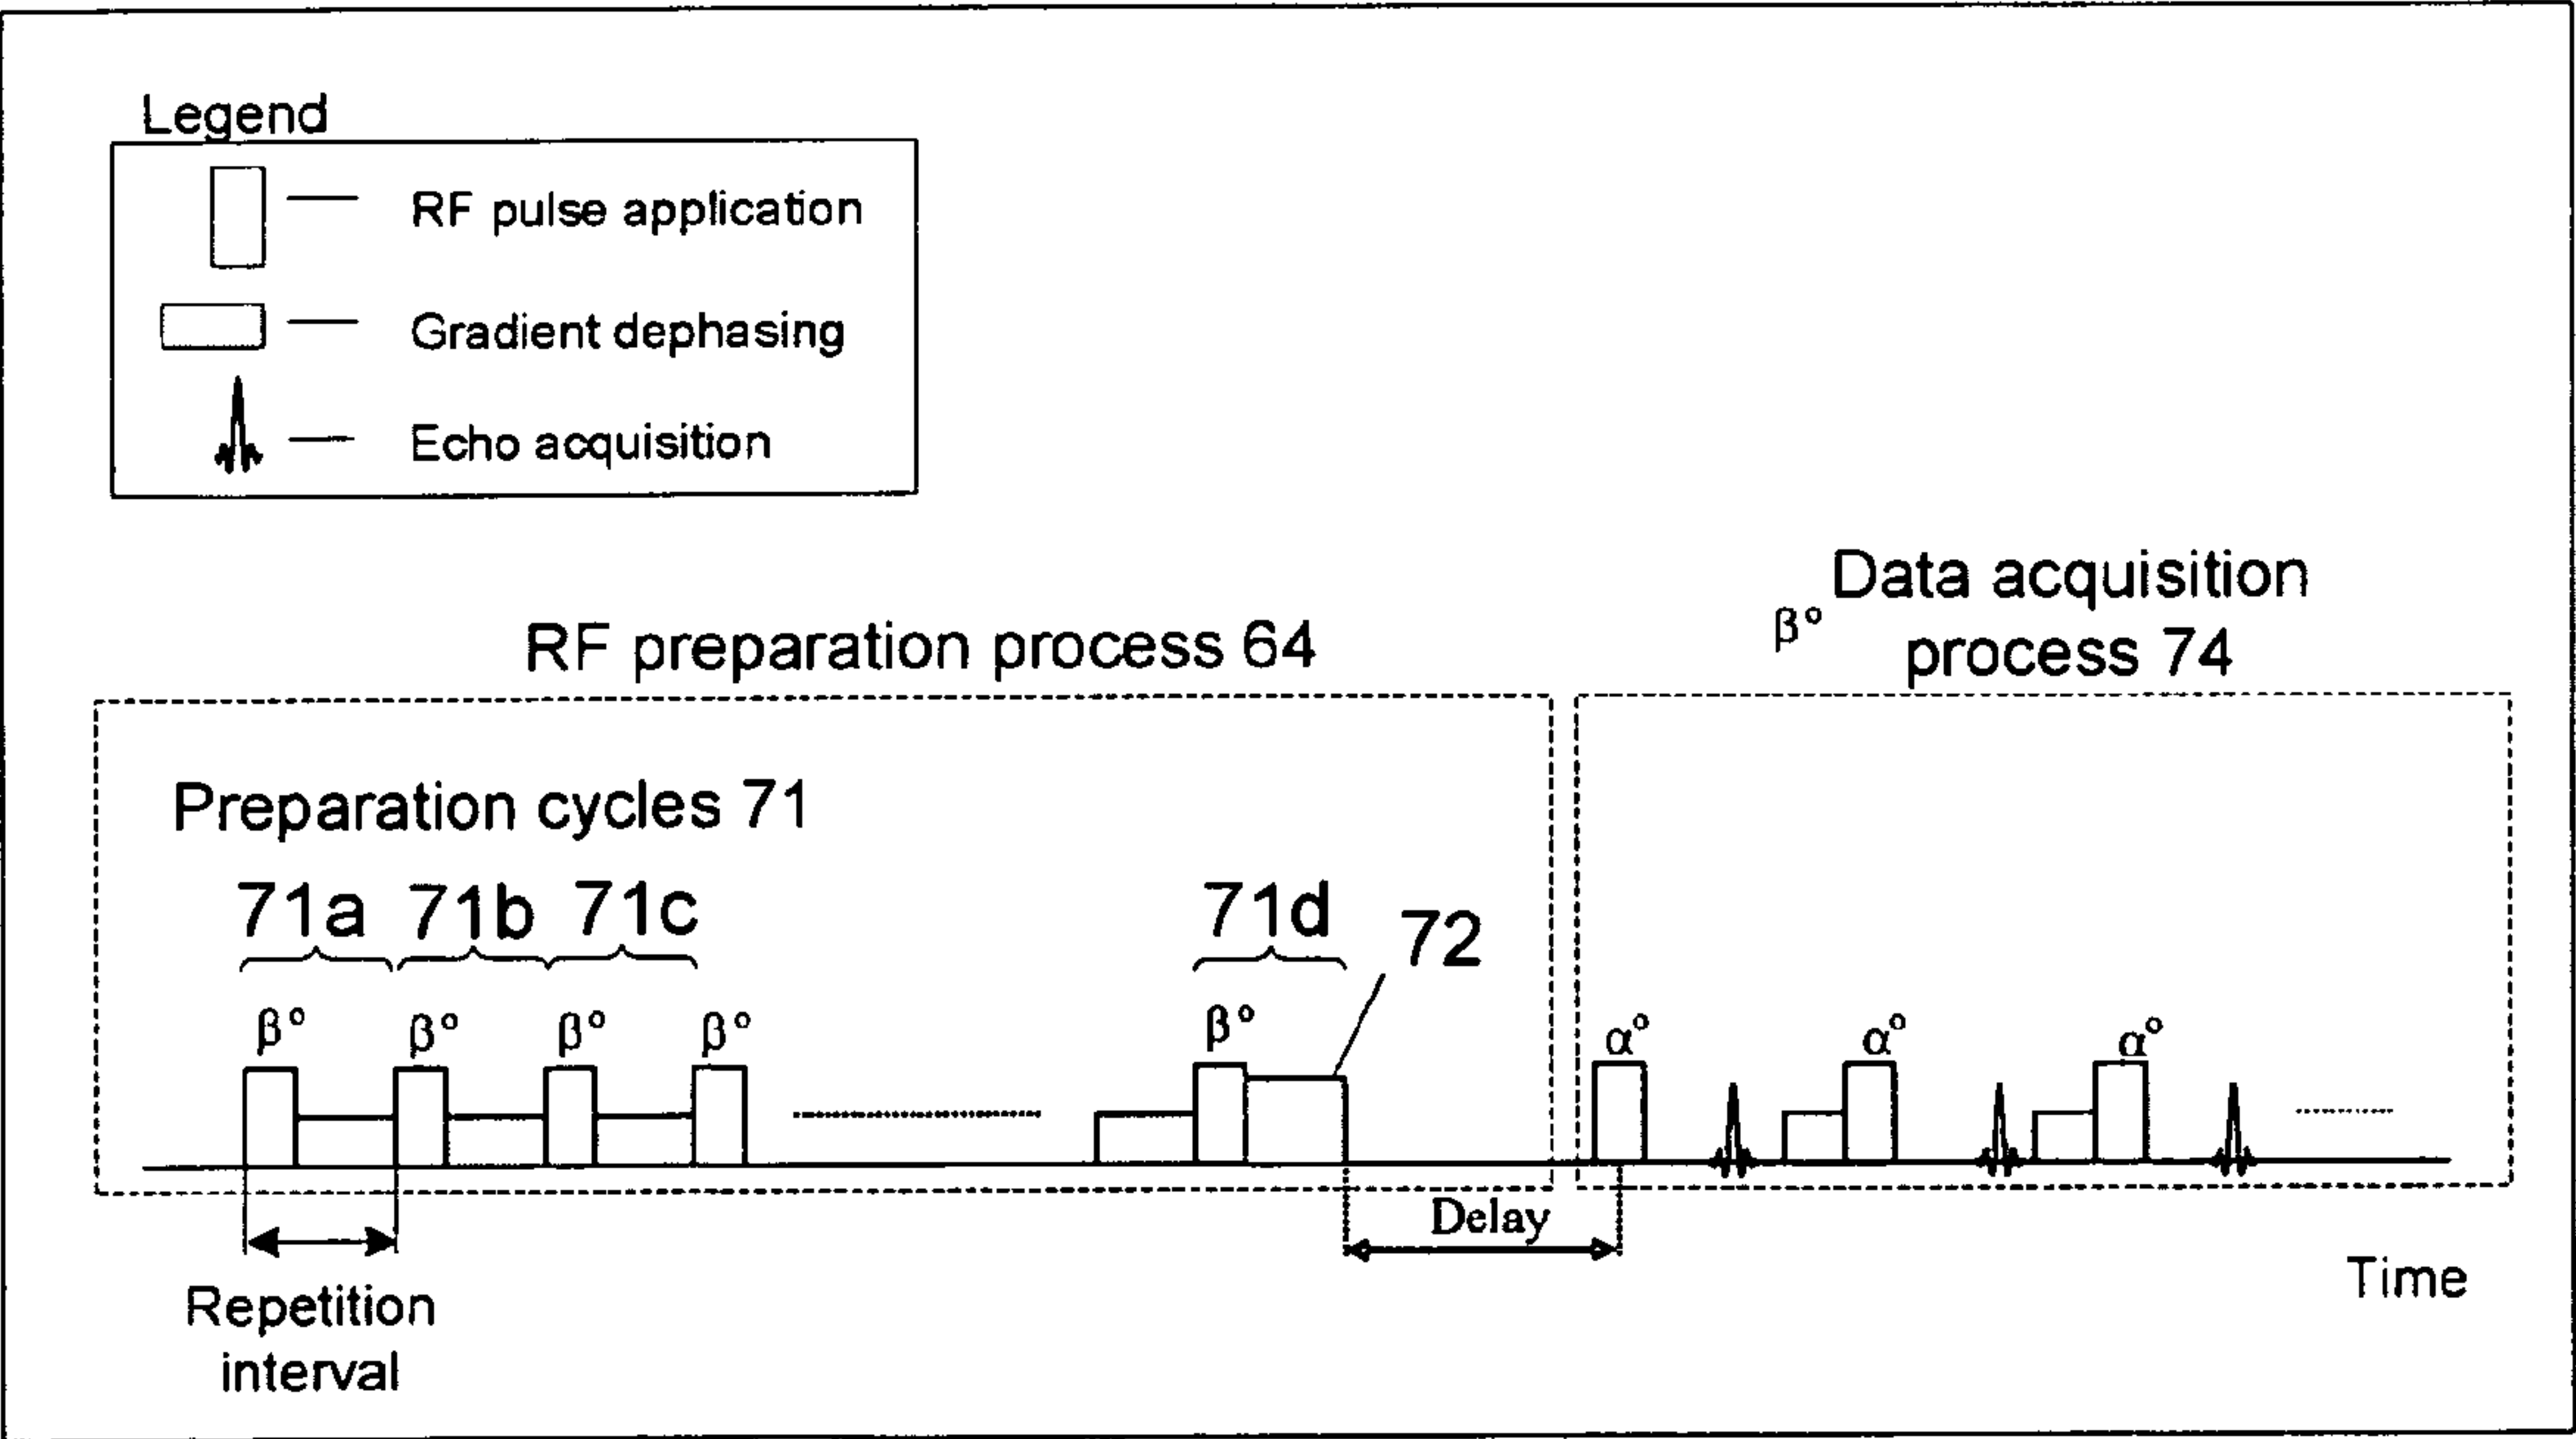 Legend
RF pulse application
Gradient dephasing
Echo acquisition
RF preparation process 64
Data acquisition
β°
process 74
Preparation cycles 71
71a 71b 71c 71d 72
β° β° β° β° β° α° α° α°
Delay
Repetition
interval
Time